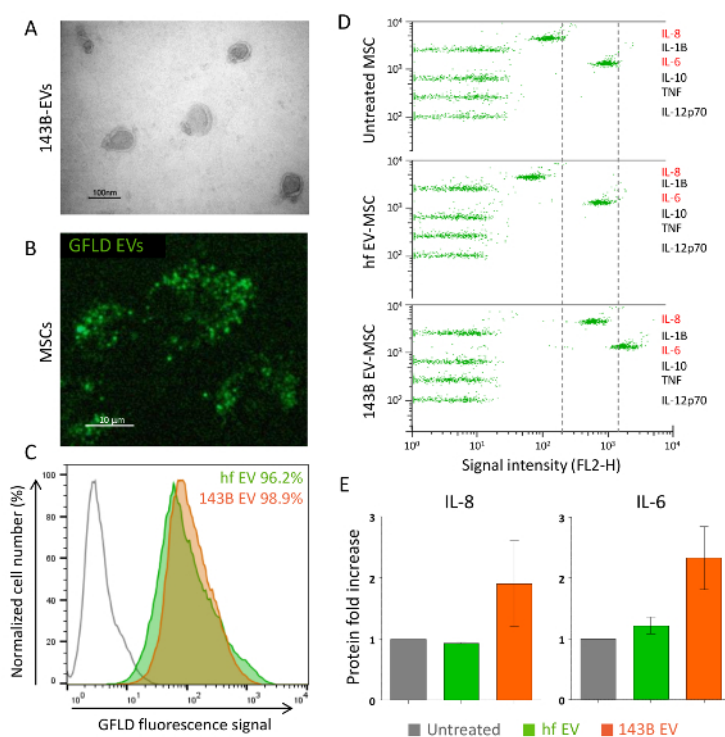 A
143B-EVs
100nm
B
GFLD EVs
MSCs
10 µm
C
hf EV 96.2%
143B EV 98.9%
Normalized cell number (%)
100
80
60
40
20
0
10⁰ 10¹ 10² 10³ 10⁴
GFLD fluorescence signal
D
Untreated MSC
10⁴
10³
10²
IL-8
IL-1B
IL-6
IL-10
TNF
IL-12p70
hf EV-MSC
10⁴
10³
10²
IL-8
IL-1B
IL-6
IL-10
TNF
IL-12p70
143B EV-MSC
10⁴
10³
10²
IL-8
IL-1B
IL-6
IL-10
TNF
IL-12p70
10⁰ 10¹ 10² 10³ 10⁴
Signal intensity (FL2-H)
E
IL-8 IL-6
Protein fold increase
3
2
1
0
3
2
1
0
Untreated hf EV 143B EV